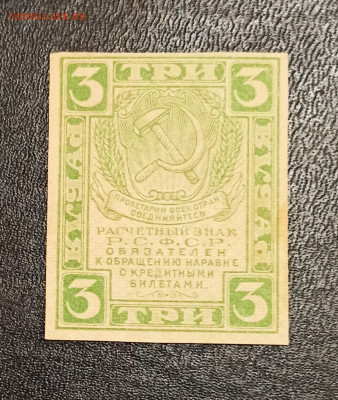 3 ТРИ 3
ПРОЛЕТАРИИ ВСЕХ СТРАН
СОЕДИНЯЙТЕСЬ
РАСЧЕТНЫЙ ЗНАК
Р.С.Ф.С.Р.
ОБЯЗАТЕЛЕН
К ОБРАЩЕНИЮ НАРАВНЕ
С КРЕДИТНЫМИ
БИЛЕТАМИ.
3 ТРИ 3